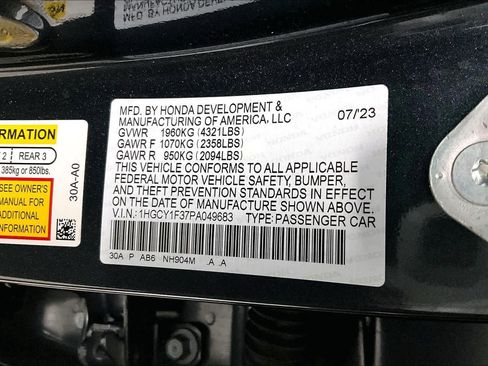 MFD. BY HONDA DEVELOPMENT &
MANUFACTURING OF AMERICA, LLC 07/23
GVWR 1960KG (4321LBS)
GAWR F 1070KG (2358LBS)
GAWR R 950KG (2094LBS)
THIS VEHICLE CONFORMS TO ALL APPLICABLE
FEDERAL MOTOR VEHICLE SAFETY, BUMPER,
AND THEFT PREVENTION STANDARDS IN EFFECT
ON THE DATE OF MANUFACTURE SHOWN ABOVE.
V.I.N.: 1HGCY1F37PA049683 TYPE: PASSENGER CAR
30A P AB6 NH904M .A .A
ORMATION
2 REAR 3
385kg or 850lbs.
SEE OWNER'S
MANUAL FOR
ADDITIONAL
INFORMATION
30A-A0